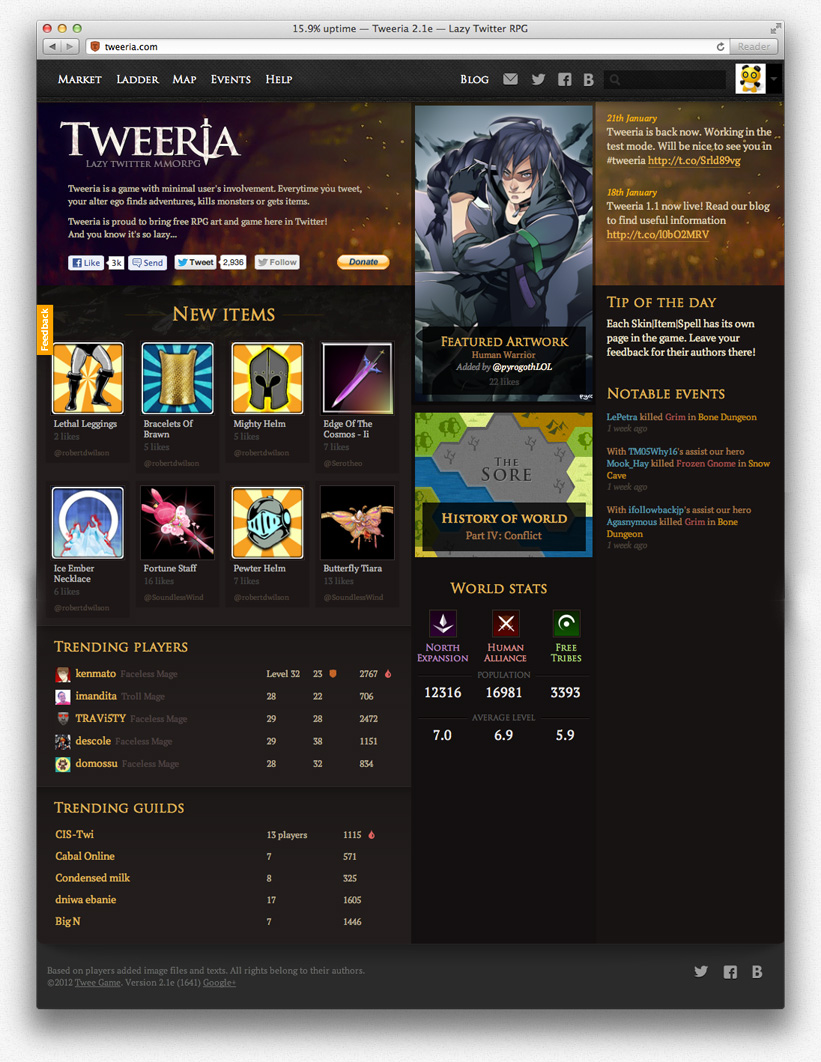 15.9% uptime — Tweeria 2.1e — Lazy Twitter RPG
tweeria.com
Reader
Market Ladder Map Events Help Blog B
Tweeria
Lazy twitter MMORPG
Tweeria is a game with minimal user's involvement. Everytime you tweet,
your alter ego finds adventures, kills monsters or gets items.
Tweeria is proud to bring free RPG art and game here in Twitter!
And you know it's so lazy...
Like 3k Send Tweet 2,936 Follow Donate
Feedback
New items
Lethal Leggings
2 likes
@robertdwilson
Bracelets Of
Brawn
5 likes
@robertdwilson
Mighty Helm
5 likes
@robertdwilson
Edge Of The
Cosmos - Ii
7 likes
@Serothen
Ice Ember
Necklace
6 likes
@robertdwilson
Fortune Staff
16 likes
@SoundlessWind
Pewter Helm
7 likes
@robertdwilson
Butterfly Tiara
13 likes
@SoundlessWind
Trending players
kenmato Faceless Mage Level 32 23 2767
imandita Troll Mage 28 22 706
TRAVi5TY Faceless Mage 29 28 2472
descole Faceless Mage 29 38 1151
domossu Faceless Mage 28 32 834
Trending guilds
CIS-Twi 13 players 1115
Cabal Online 7 571
Condensed milk 8 325
dniwa ebanie 17 1605
Big N 7 1446
Featured Artwork
Human Warrior
Added by @pyrogothLOL
22 likes
The
Sore
History of world
Part IV: Conflict
World stats
North
Expansion
Human
Alliance
Free
Tribes
POPULATION
12316 16981 3393
AVERAGE LEVEL
7.0 6.9 5.9
21th January
Tweeria is back now. Working in the
test mode. Will be nice to see you in
#tweeria http://t.co/Srld89vg
18th January
Tweeria 1.1 now live! Read our blog
to find useful information
http://t.co/l0bO2MRV
Tip of the day
Each Skin|Item|Spell has its own
page in the game. Leave your
feedback for their authors there!
Notable events
LePetra killed Grim in Bone Dungeon
1 week ago
With TM05Why16's assist our hero
Mook_Hay killed Frozen Gnome in Snow
Cave
1 week ago
With ifollowbackjp's assist our hero
Agasnymous killed Grim in Bone
Dungeon
1 week ago
Based on players added image files and texts. All rights belong to their authors.
©2012 Twee Game. Version 2.1e (1641) Google+
B